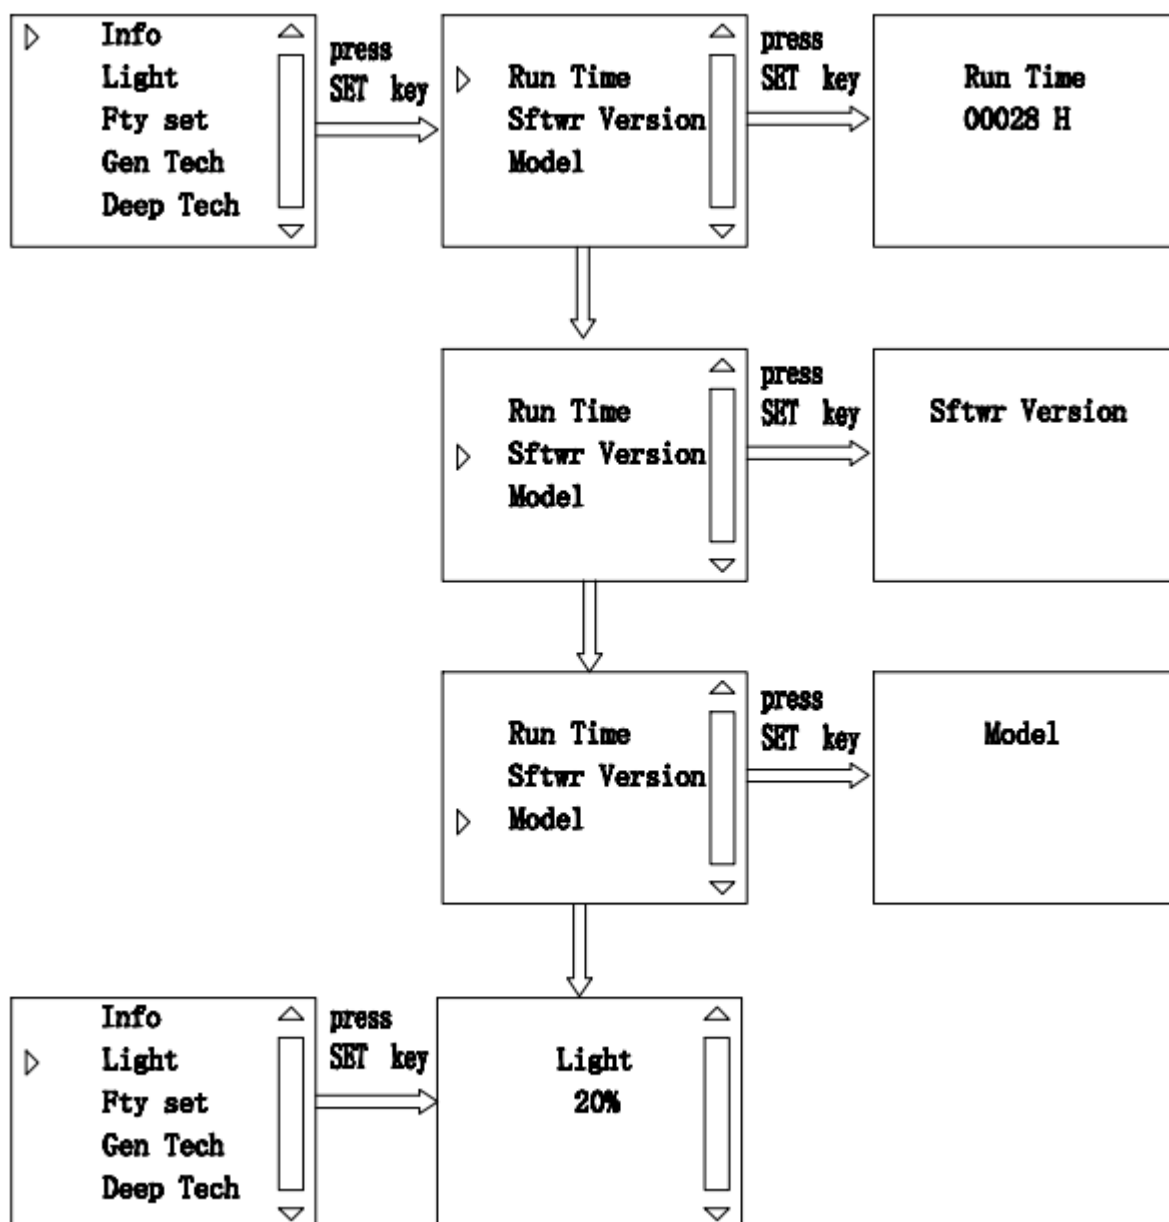 Info
Light
Fty set
Gen Tech
Deep Tech
press
SET key
Run Time
Sftwr Version
Model
press
SET key
Run Time
00028 H
Run Time
Sftwr Version
Model
press
SET key
Sftwr Version
Run Time
Sftwr Version
Model
press
SET key
Model
Info
Light
Fty set
Gen Tech
Deep Tech
press
SET key
Light
20%